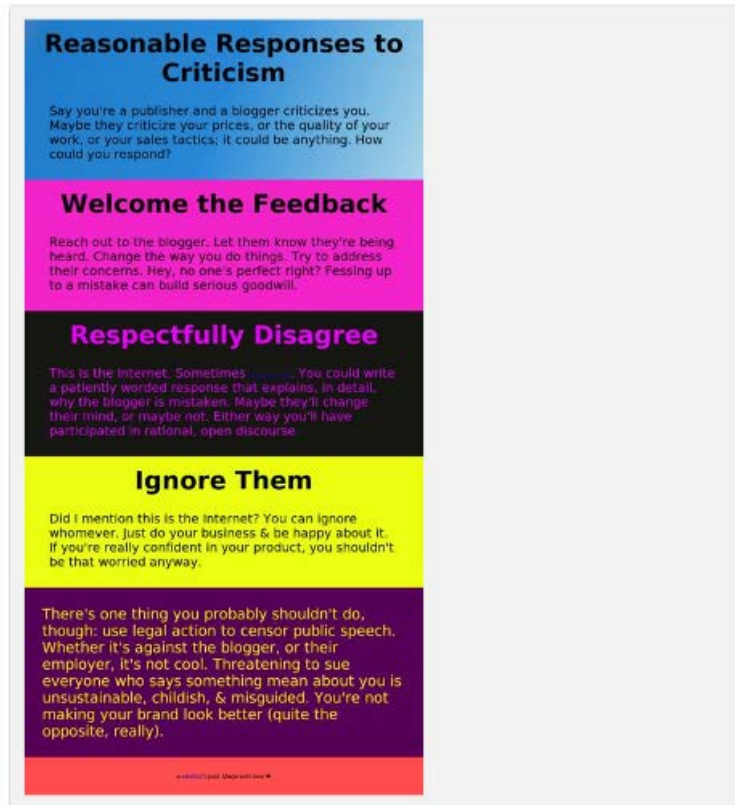 Reasonable Responses to
Criticism
Say you're a publisher and a blogger criticizes you.
Maybe they criticize your prices, or the quality of your
work, or your sales tactics; it could be anything. How
could you respond?
Welcome the Feedback
Reach out to the blogger. Let them know they're being
heard. Change the way you do things. Try to address
their concerns. Hey, no one's perfect right? Fessing up
to a mistake can build serious goodwill.
Respectfully Disagree
This is the Internet. Sometimes . You could write
a patiently worded response that explains, in detail,
why the blogger is mistaken. Maybe they'll change
their mind, or maybe not. Either way you'll have
participated in rational, open discourse.
Ignore Them
Did I mention this is the Internet? You can ignore
whomever. Just do your business & be happy about it.
If you're really confident in your product, you shouldn't
be that worried anyway.
There's one thing you probably shouldn't do,
though: use legal action to censor public speech.
Whether it's against the blogger, or their
employer, it's not cool. Threatening to sue
everyone who says something mean about you is
unsustainable, childish, & misguided. You're not
making your brand look better (quite the
opposite, really).
post. Made with love ❤